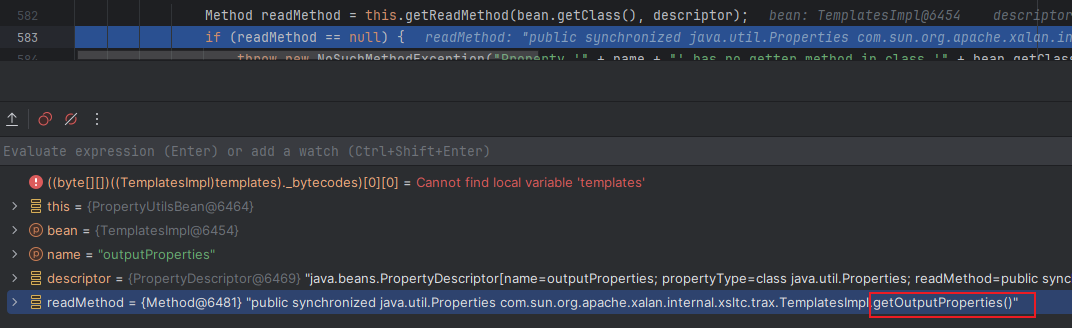 582 Method readMethod = this.getReadMethod(bean.getClass(), descriptor); bean: TemplatesImpl@6454 descriptor
583 if (readMethod == null) { readMethod: "public synchronized java.util.Properties com.sun.org.apache.xalan.in
584 throw new NoSuchMethodException("Property '" + name + "' has no getter method in class '" + bean.getClass
Evaluate expression (Enter) or add a watch (Ctrl+Shift+Enter)
((byte[][])((TemplatesImpl)templates)._bytecodes)[0][0] = Cannot find local variable 'templates'
this = {PropertyUtilsBean@6464}
bean = {TemplatesImpl@6454}
name = "outputProperties"
descriptor = {PropertyDescriptor@6469} "java.beans.PropertyDescriptor[name=outputProperties; propertyType=class java.util.Properties; readMethod=public sync
readMethod = {Method@6481} "public synchronized java.util.Properties com.sun.org.apache.xalan.internal.xsltc.trax.TemplatesImpl.getOutputProperties()"